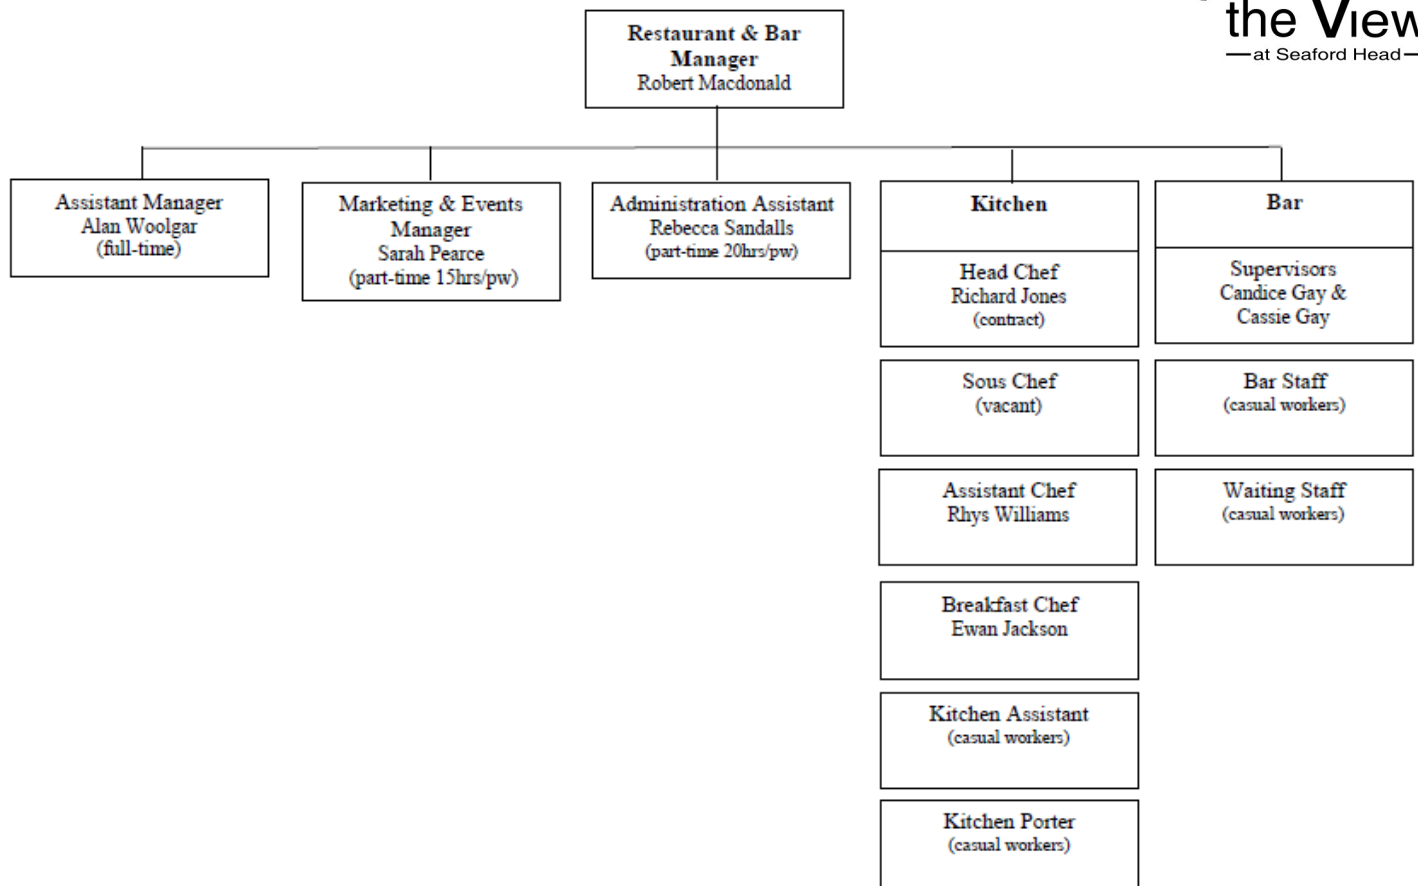 the View
at Seaford Head
Restaurant & Bar
Manager
Robert Macdonald
Assistant Manager
Alan Woolgar
(full-time)
Marketing & Events
Manager
Sarah Pearce
(part-time 15hrs/pw)
Administration Assistant
Rebecca Sandalls
(part-time 20hrs/pw)
Kitchen
Head Chef
Richard Jones
(contract)
Sous Chef
(vacant)
Assistant Chef
Rhys Williams
Breakfast Chef
Ewan Jackson
Kitchen Assistant
(casual workers)
Kitchen Porter
(casual workers)
Bar
Supervisors
Candice Gay &
Cassie Gay
Bar Staff
(casual workers)
Waiting Staff
(casual workers)